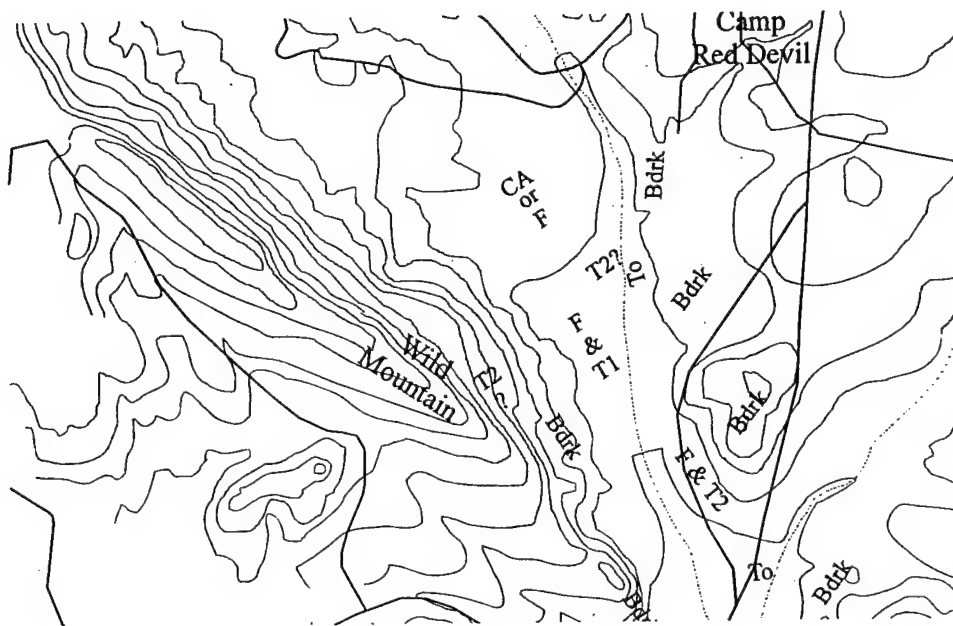 Camp
Red Devil
CA
or
F
Bdrk
T2?
To
Bdrk
F
&
T1
Wild
Mountain
T2
?
Bdrk
Bdrk
F & T2
To
Bdrk